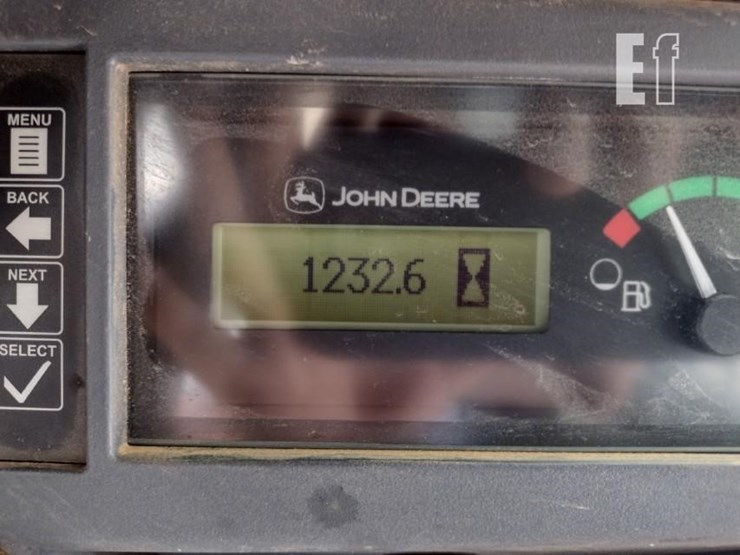 Ef
MENU
BACK
NEXT
SELECT
JOHN DEERE
1232.6